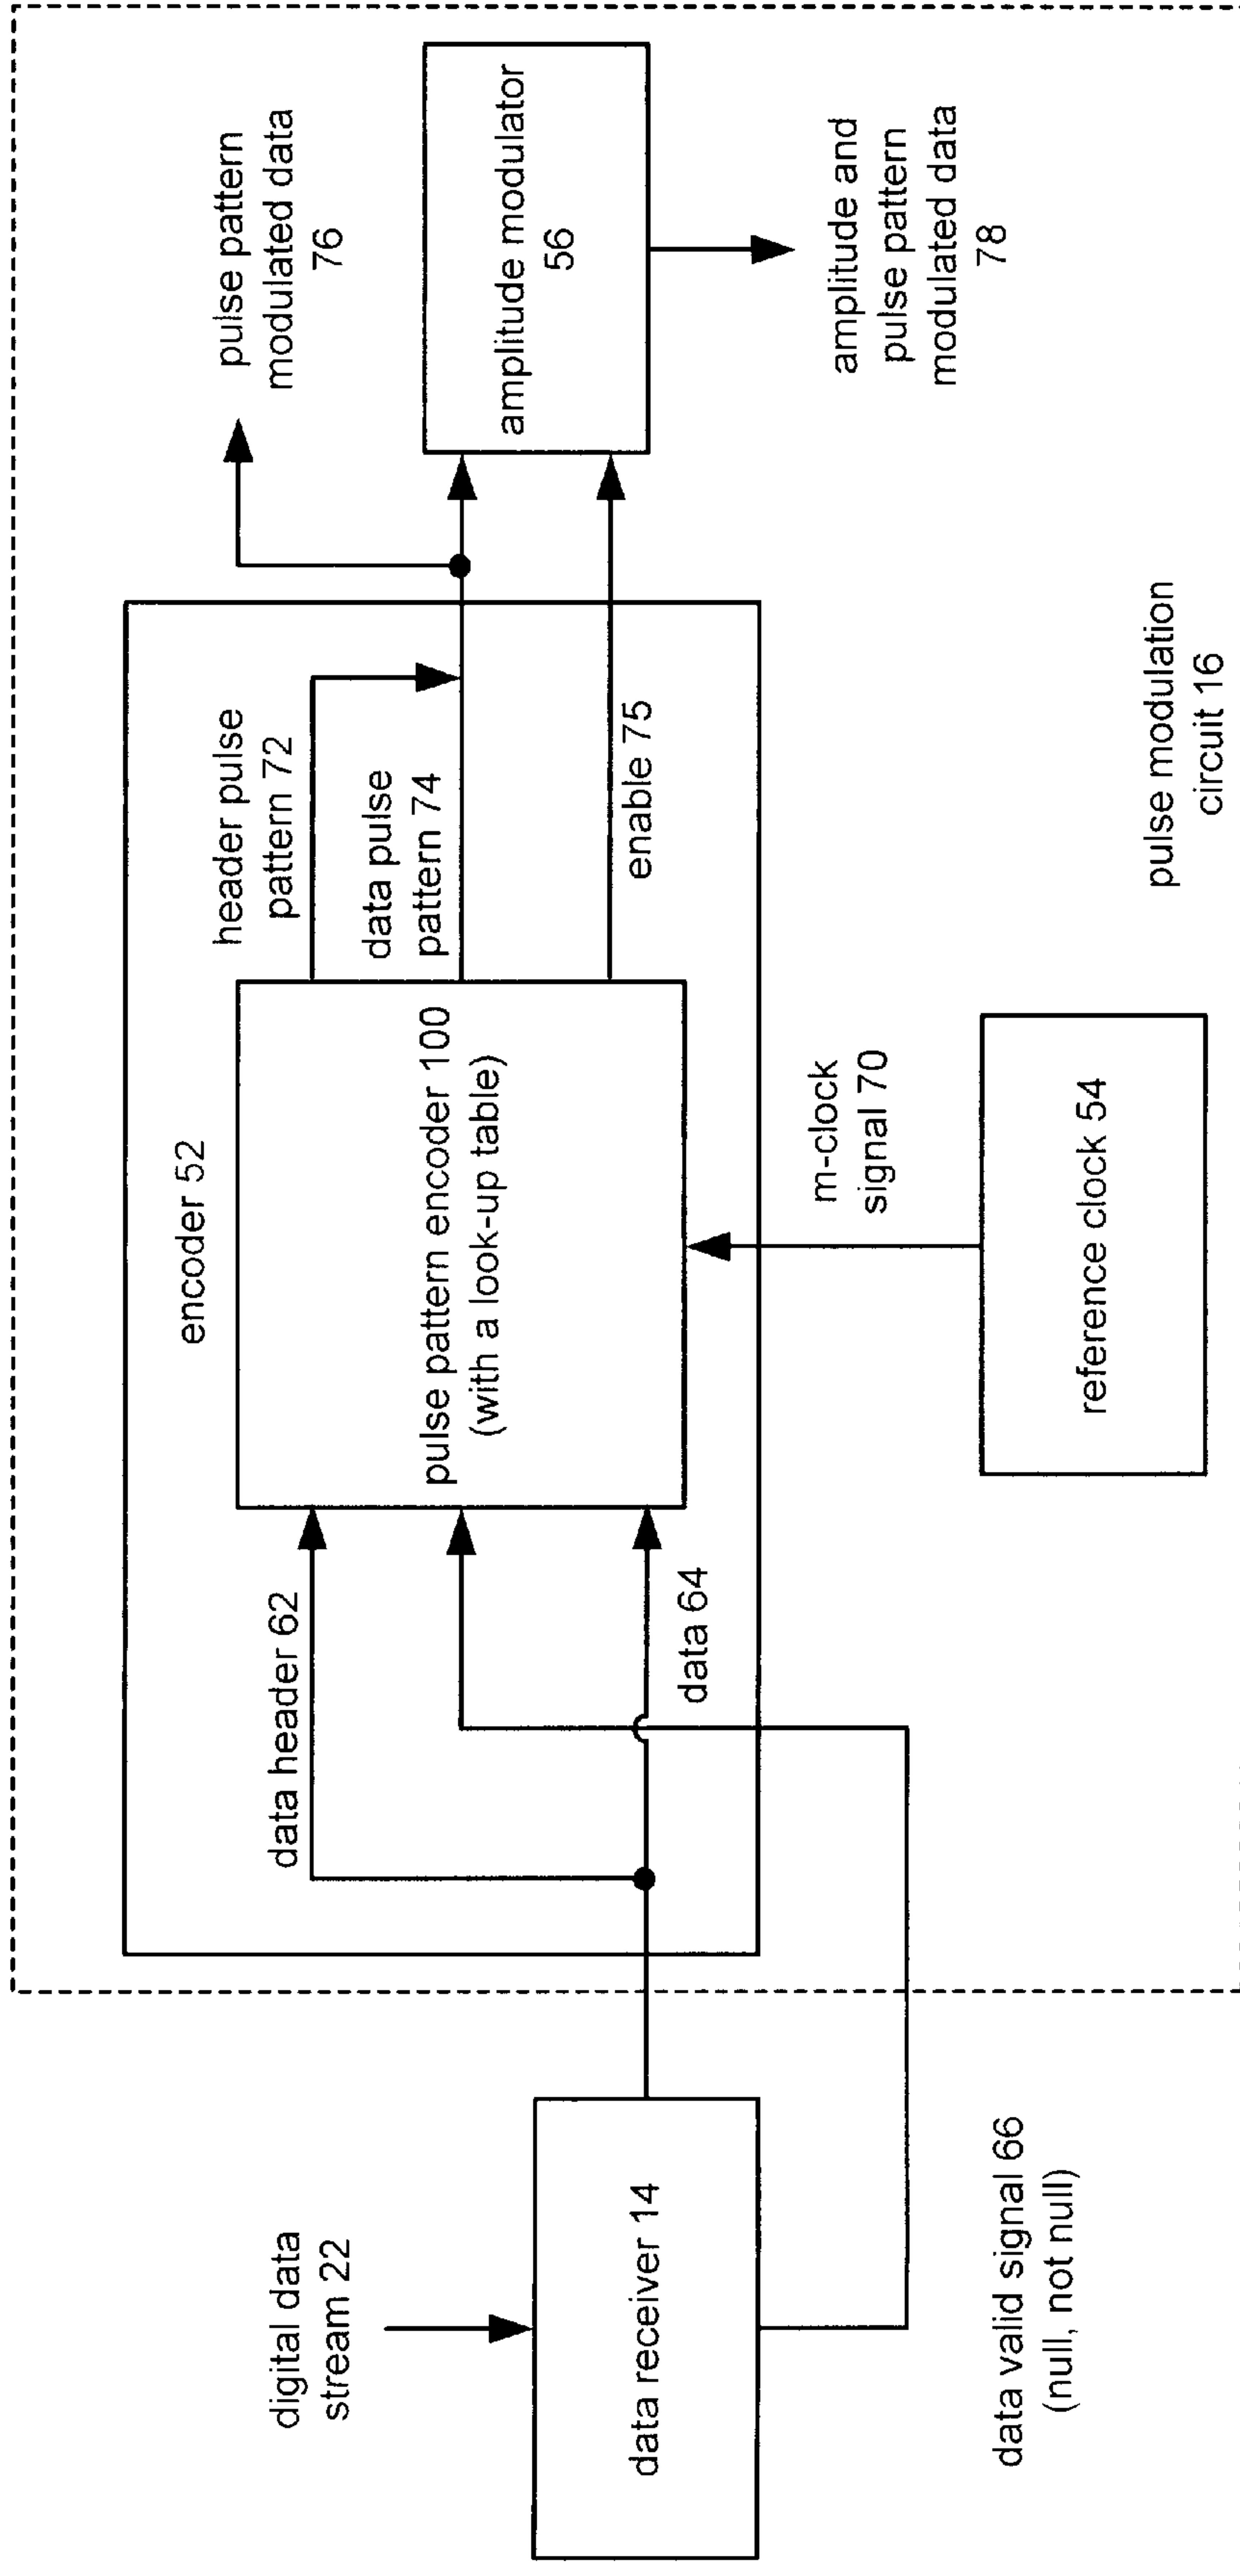 digital data
stream 22
data receiver 14
data valid signal 66
(null, not null)
encoder 52
data header 62
data 64
pulse pattern encoder 100
(with a look-up table)
header pulse
pattern 72
data pulse
pattern 74
enable 75
m-clock
signal 70
reference clock 54
pulse modulation
circuit 16
pulse pattern
modulated data
76
amplitude modulator
56
amplitude and
pulse pattern
modulated data
78